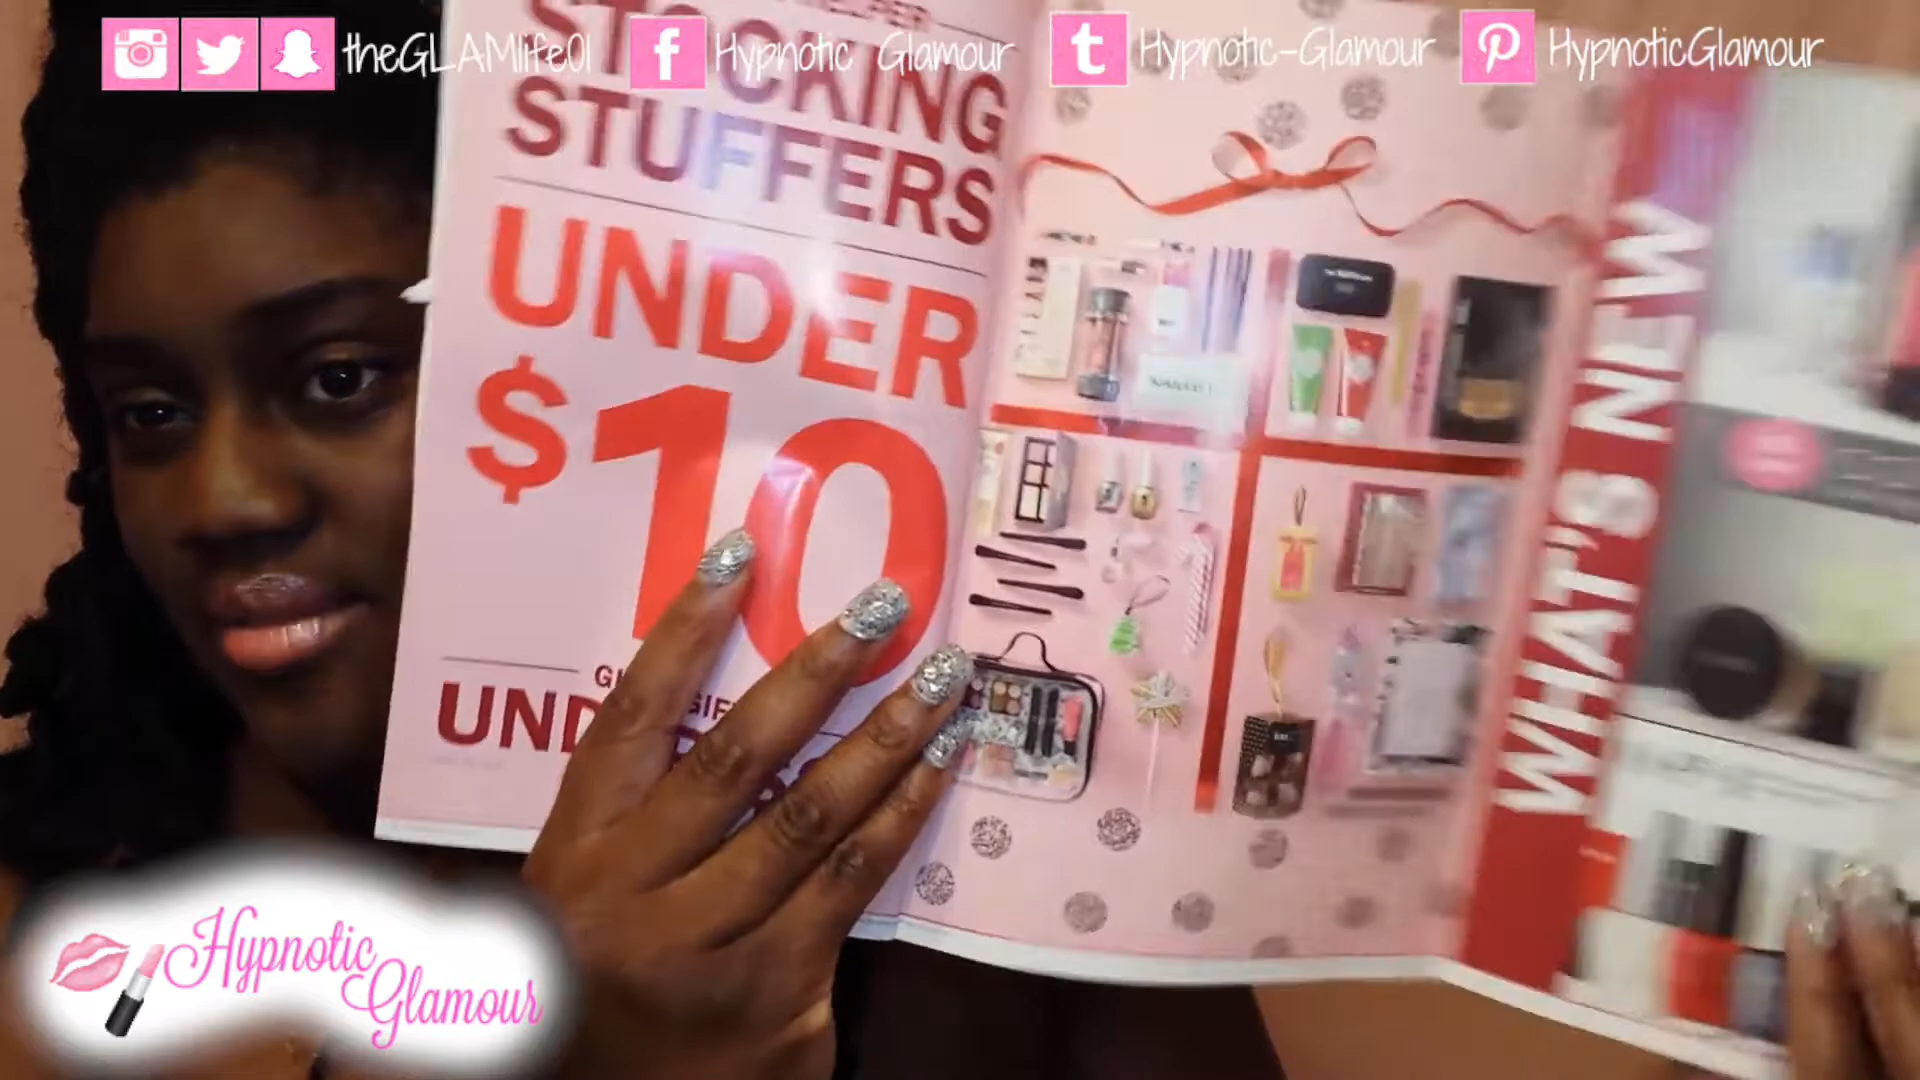 theGLAMlife01
Hypnotic Glamour
Hypnotic-Glamour
HypnoticGlamour
STOCKING
STUFFERS
UNDER
$10
WHAT'S NEW
Hypnotic
Glamour